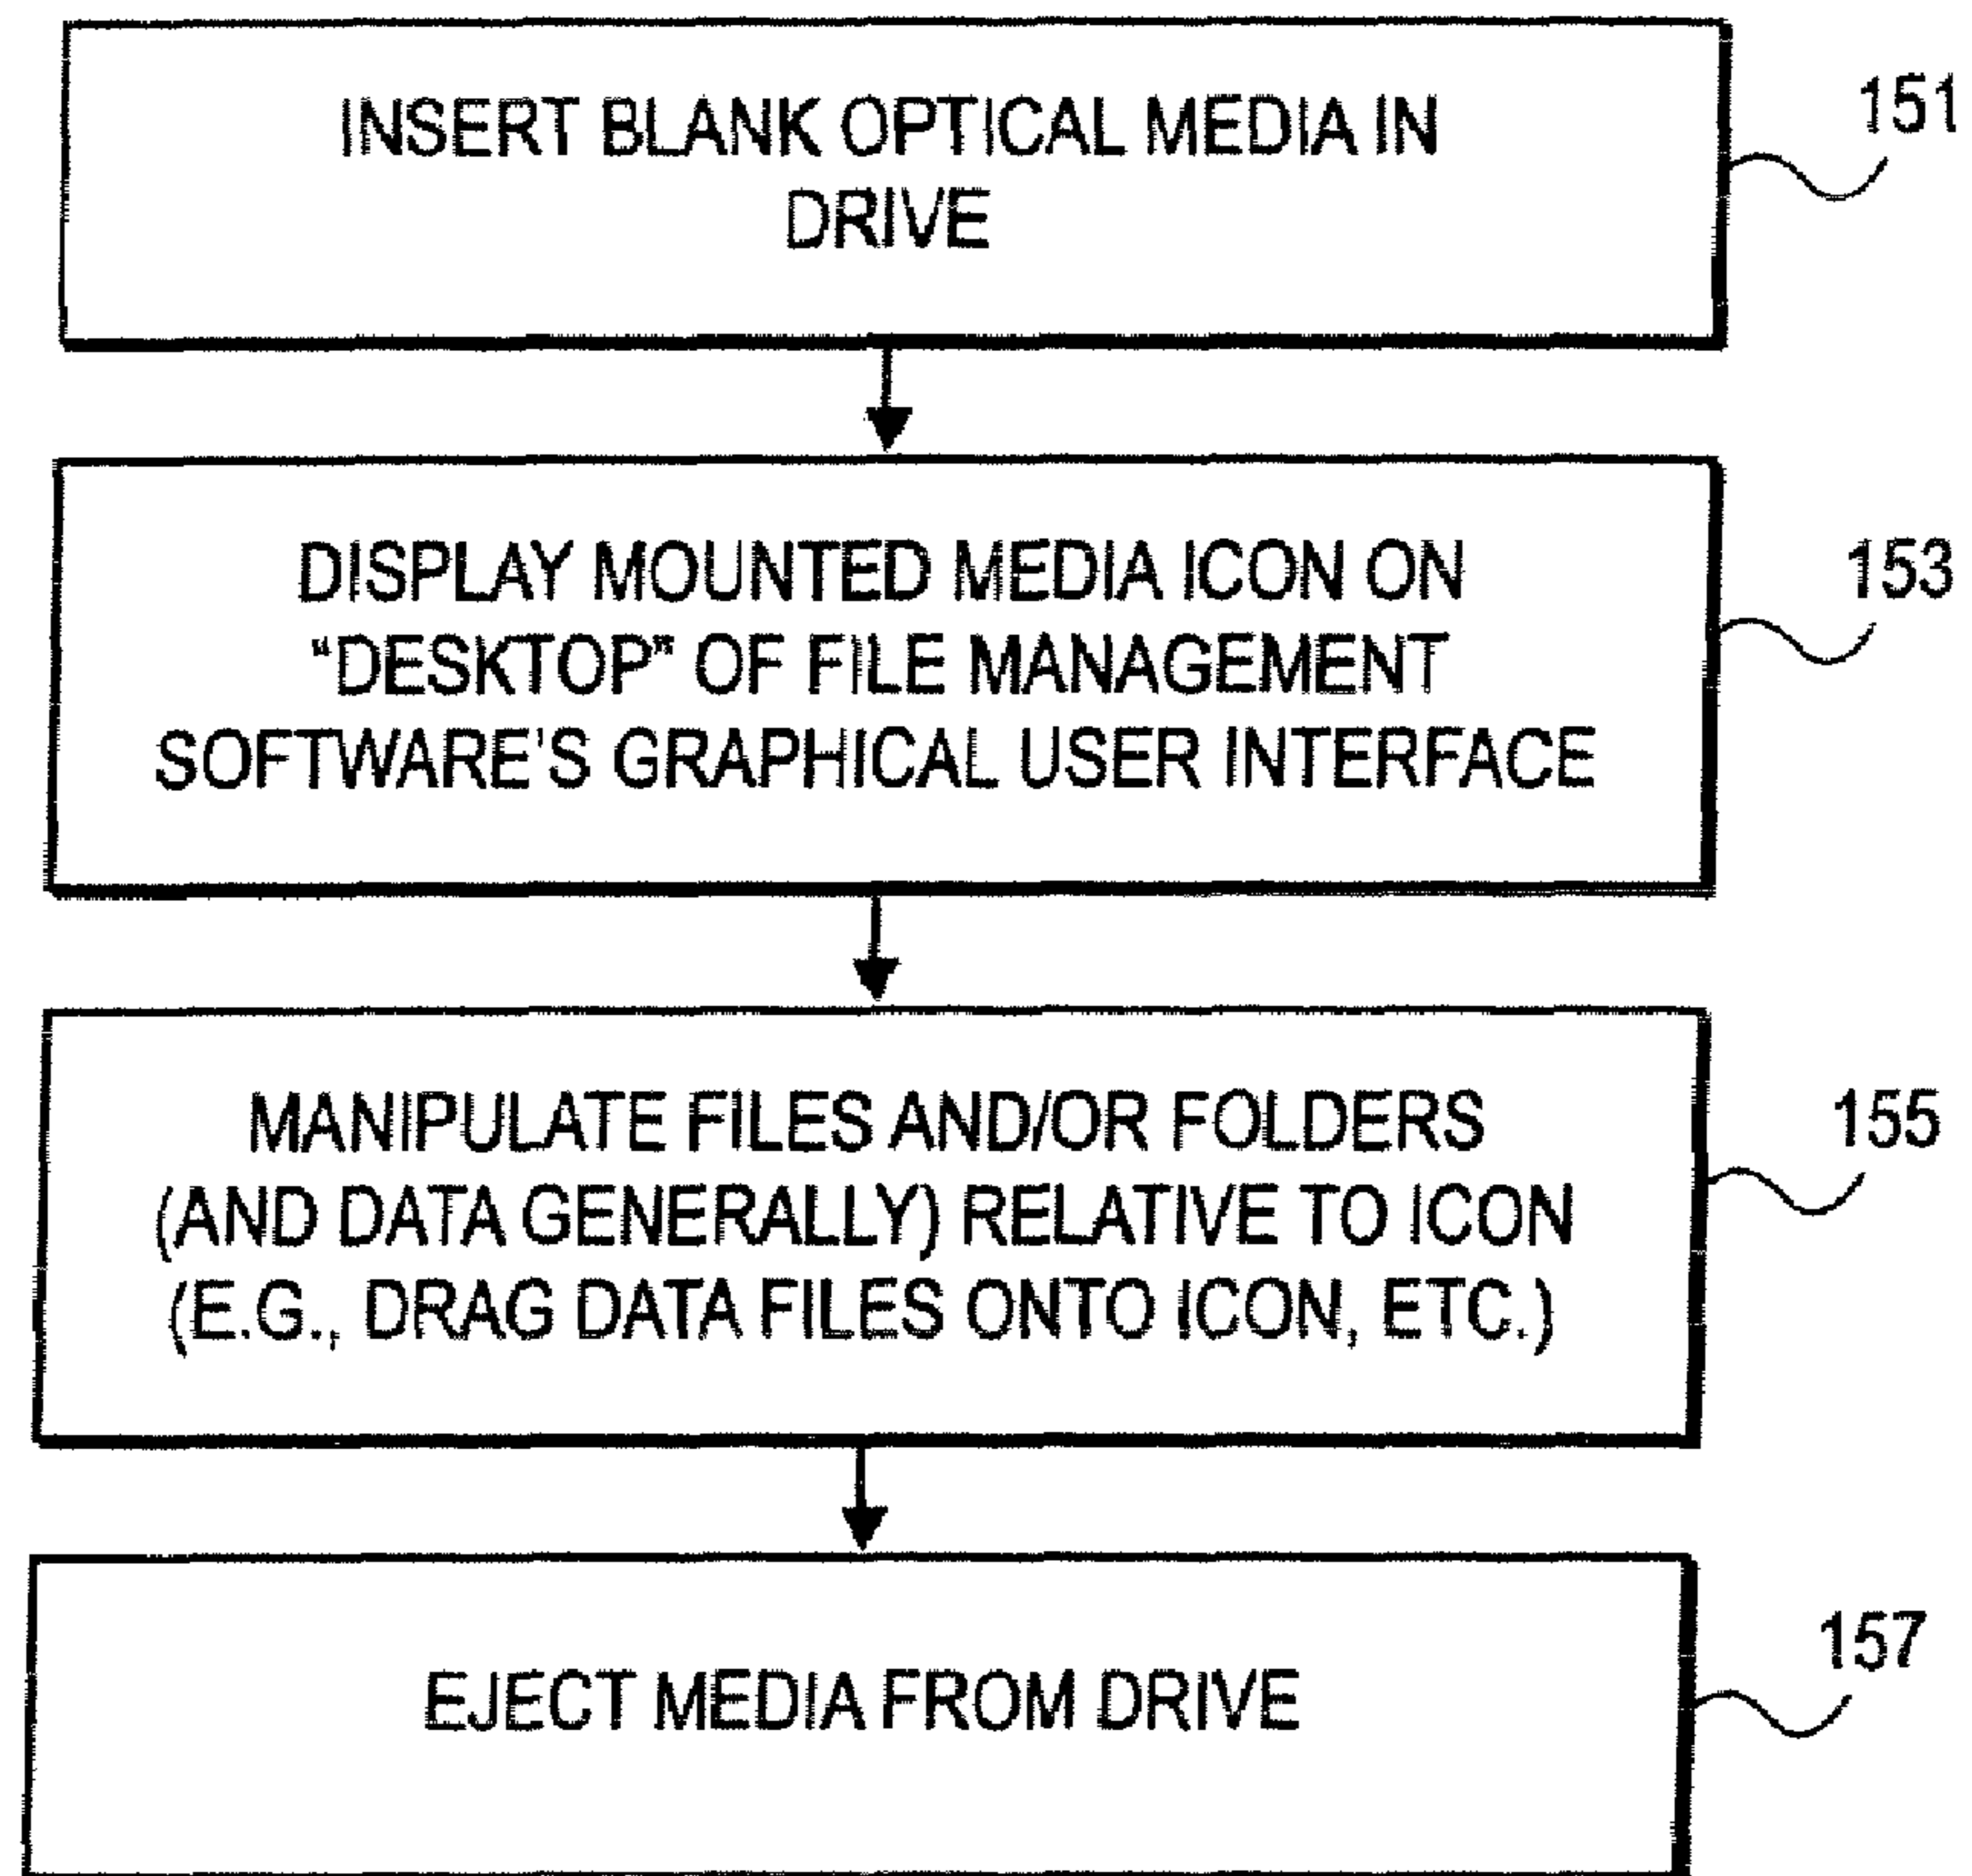 INSERT BLANK OPTICAL MEDIA IN
DRIVE
151
DISPLAY MOUNTED MEDIA ICON ON
“DESKTOP” OF FILE MANAGEMENT
SOFTWARE'S GRAPHICAL USER INTERFACE
153
MANIPULATE FILES AND/OR FOLDERS
(AND DATA GENERALLY) RELATIVE TO ICON
(E.G., DRAG DATA FILES ONTO ICON, ETC.)
155
EJECT MEDIA FROM DRIVE
157